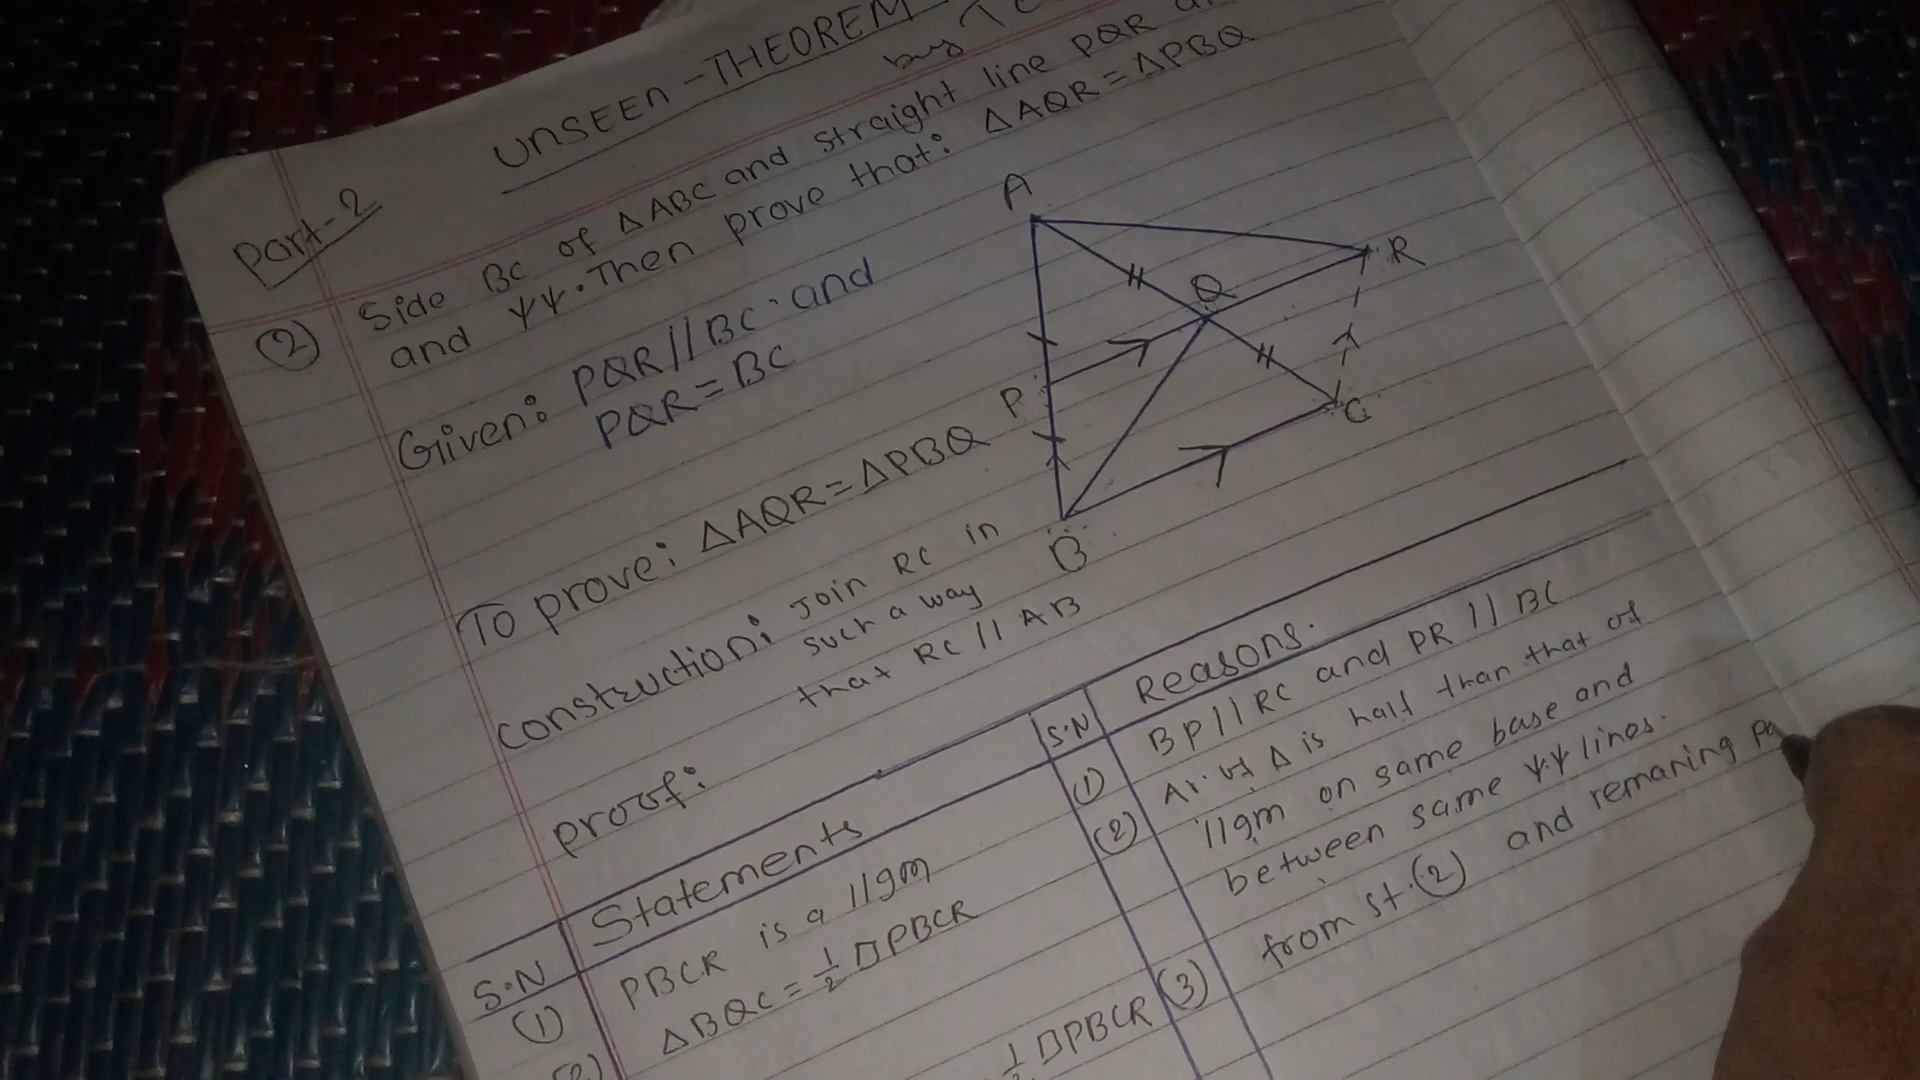 UNSEEN-THEOREM
by
Part-2
(2) Side BC of ΔABC and straight line PQR
and ΨΨ. Then prove that: ΔAQR = ΔPBQ
Given: PQR//BC. and
PQR = BC
A
R
Q
P
C
B
To prove: ΔAQR = ΔPBQ
construction: Join RC in
such a way
that RC // AB
proof:
S.N Statements S.N Reasons.
(1) PBCR is a //gm (1) BP//RC and PR // BC
ΔBQC = 1/2 ▱PBCR (2) Ar. of Δ is half than that of
//gm on same base and
between same ΨΨ lines.
1/2 ▱PBCR (3) from st.(2) and remaring